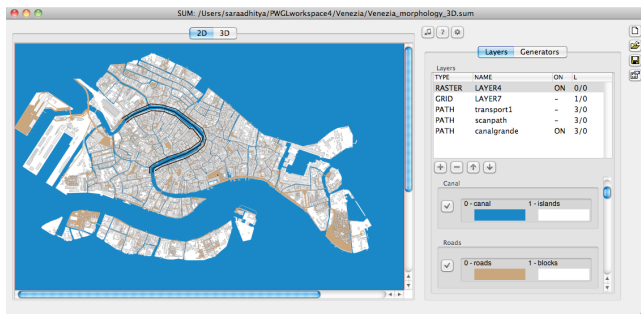 SUM: /Users/saraadhitya/PWGLworkspace4/Venezia/Venezia_morphology_3D.sum
2D 3D
?
Layers Generators
Layers
TYPE NAME ON L
RASTER LAYER4 ON 0/0
GRID LAYER7 - 1/0
PATH transport1 - 3/0
PATH scanpath - 3/0
PATH canalgrande ON 3/0
Canal
0 - canal 1 - islands
Roads
0 - roads 1 - blocks